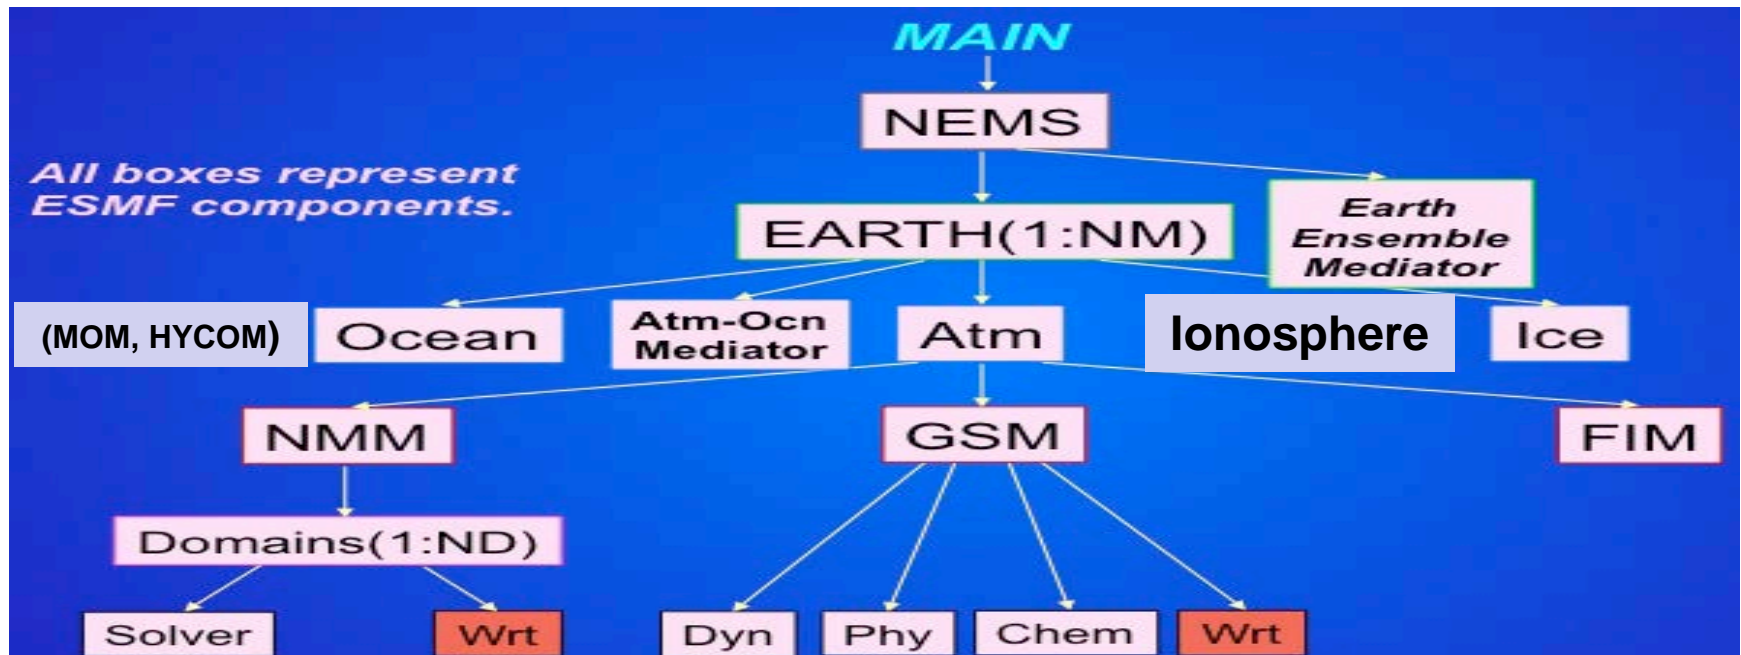 MAIN
NEMS
All boxes represent
ESMF components.
EARTH(1:NM)
Earth
Ensemble
Mediator
(MOM, HYCOM)
Ocean
Atm-Ocn
Mediator
Atm
Ionosphere
Ice
NMM
GSM
FIM
Domains(1:ND)
Solver
Wrt
Dyn
Phy
Chem
Wrt